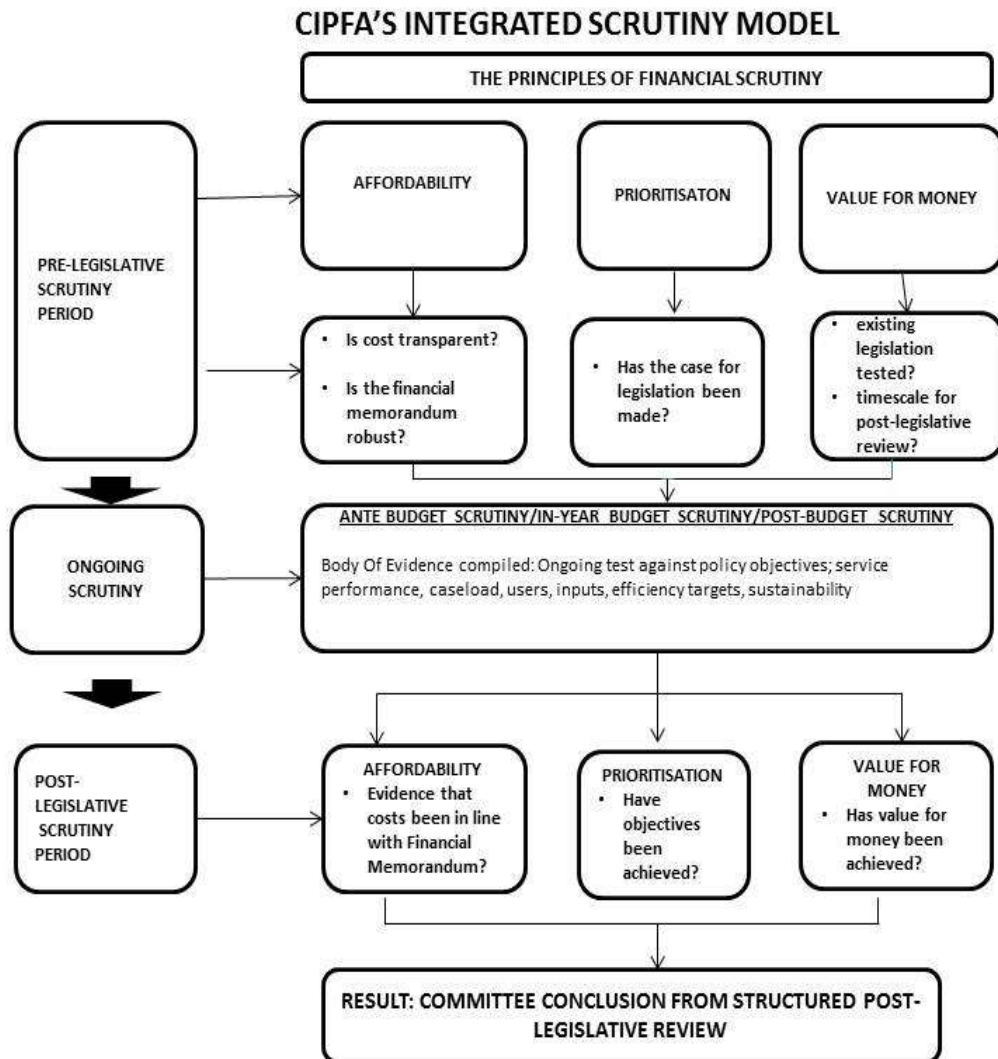 CIPFA'S INTEGRATED SCRUTINY MODEL
THE PRINCIPLES OF FINANCIAL SCRUTINY
PRE-LEGISLATIVE
SCRUTINY
PERIOD
AFFORDABILITY
PRIORITISATON
VALUE FOR MONEY
• Is cost transparent?
• Is the financial
memorandum
robust?
• Has the case for
legislation been
made?
• existing
legislation
tested?
• timescale for
post-legislative
review?
ONGOING
SCRUTINY
ANTE BUDGET SCRUTINY/IN-YEAR BUDGET SCRUTINY/POST-BUDGET SCRUTINY
Body Of Evidence compiled: Ongoing test against policy objectives; service
performance, caseload, users, inputs, efficiency targets, sustainability
POST-
LEGISLATIVE
SCRUTINY
PERIOD
AFFORDABILITY
• Evidence that
costs been in line
with Financial
Memorandum?
PRIORITISATION
• Have
objectives
been
achieved?
VALUE FOR
MONEY
• Has value for
money been
achieved?
RESULT: COMMITTEE CONCLUSION FROM STRUCTURED POST-
LEGISLATIVE REVIEW